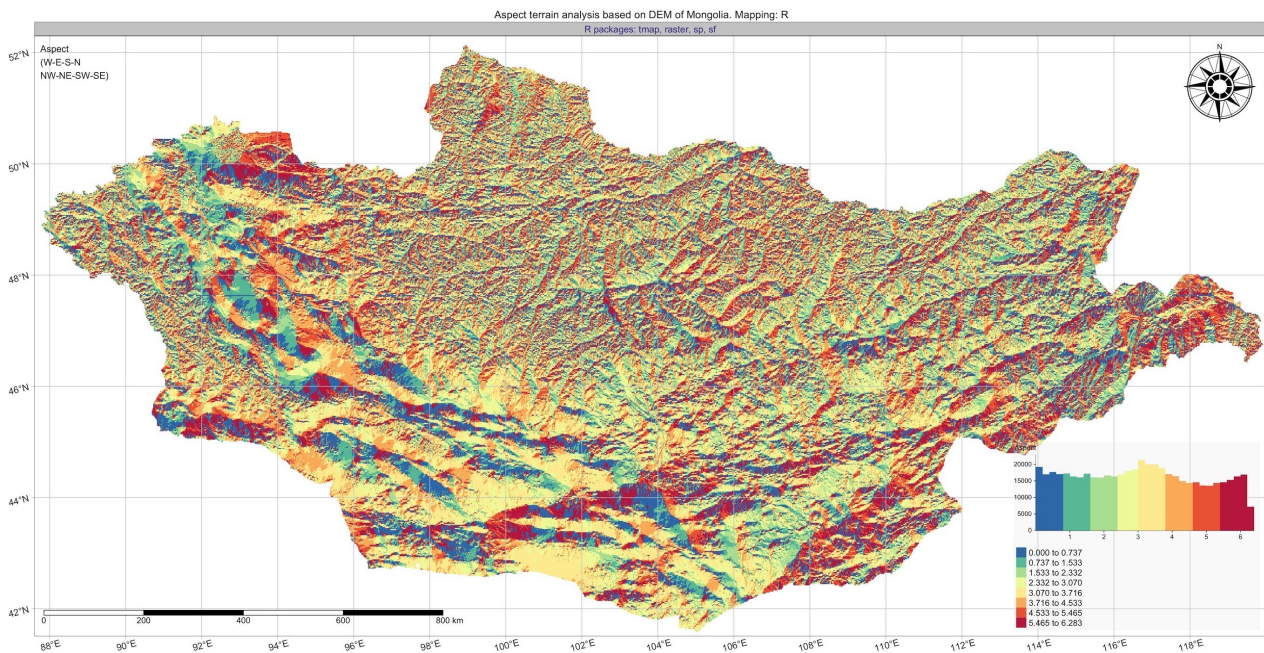 Aspect terrain analysis based on DEM of Mongolia. Mapping: R
R packages: tmap, raster, sp, sf
Aspect
(W-E-S-N
NW-NE-SW-SE)
N
52°N
50°N
48°N
46°N
44°N
42°N
20000
15000
10000
5000
0
1 2 3 4 5 6
0.000 to 0.737
0.737 to 1.533
1.533 to 2.332
2.332 to 3.070
3.070 to 3.716
3.716 to 4.533
4.533 to 5.465
5.465 to 6.283
0 200 400 600 800 km
88°E 90°E 92°E 94°E 96°E 98°E 100°E 102°E 104°E 106°E 108°E 110°E 112°E 114°E 116°E 118°E